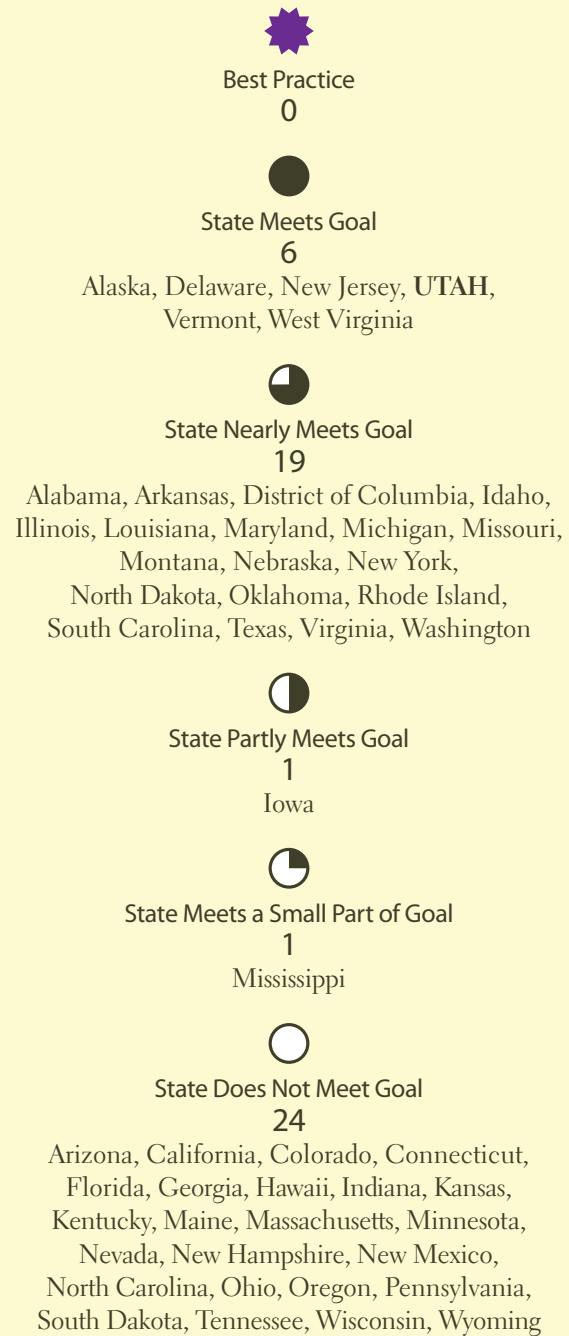 Best Practice
0
State Meets Goal
6
Alaska, Delaware, New Jersey, UTAH,
Vermont, West Virginia
State Nearly Meets Goal
19
Alabama, Arkansas, District of Columbia, Idaho,
Illinois, Louisiana, Maryland, Michigan, Missouri,
Montana, Nebraska, New York,
North Dakota, Oklahoma, Rhode Island,
South Carolina, Texas, Virginia, Washington
State Partly Meets Goal
1
Iowa
State Meets a Small Part of Goal
1
Mississippi
State Does Not Meet Goal
24
Arizona, California, Colorado, Connecticut,
Florida, Georgia, Hawaii, Indiana, Kansas,
Kentucky, Maine, Massachusetts, Minnesota,
Nevada, New Hampshire, New Mexico,
North Carolina, Ohio, Oregon, Pennsylvania,
South Dakota, Tennessee, Wisconsin, Wyoming